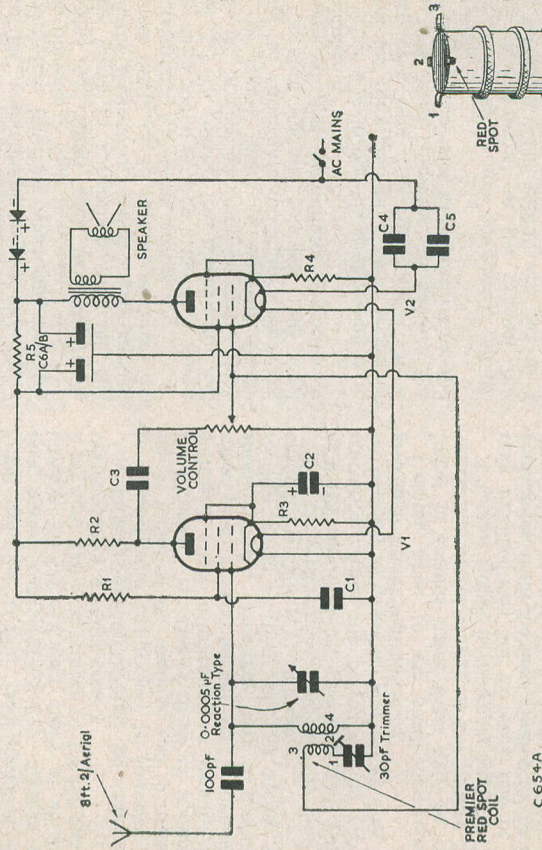 8ft. 2/Aerial
100pf
0·0005 µF
Reaction Type
3
2
4
1
30pf Trimmer
PREMIER
RED SPOT
COIL
C654A
R1
R2
C3
VOLUME
CONTROL
C1
R3
+
C2
-
V1
R5
C6A/B
+
+
+
+
SPEAKER
R4
V2
C4
C5
AC MAINS
1
2
3
RED
SPOT